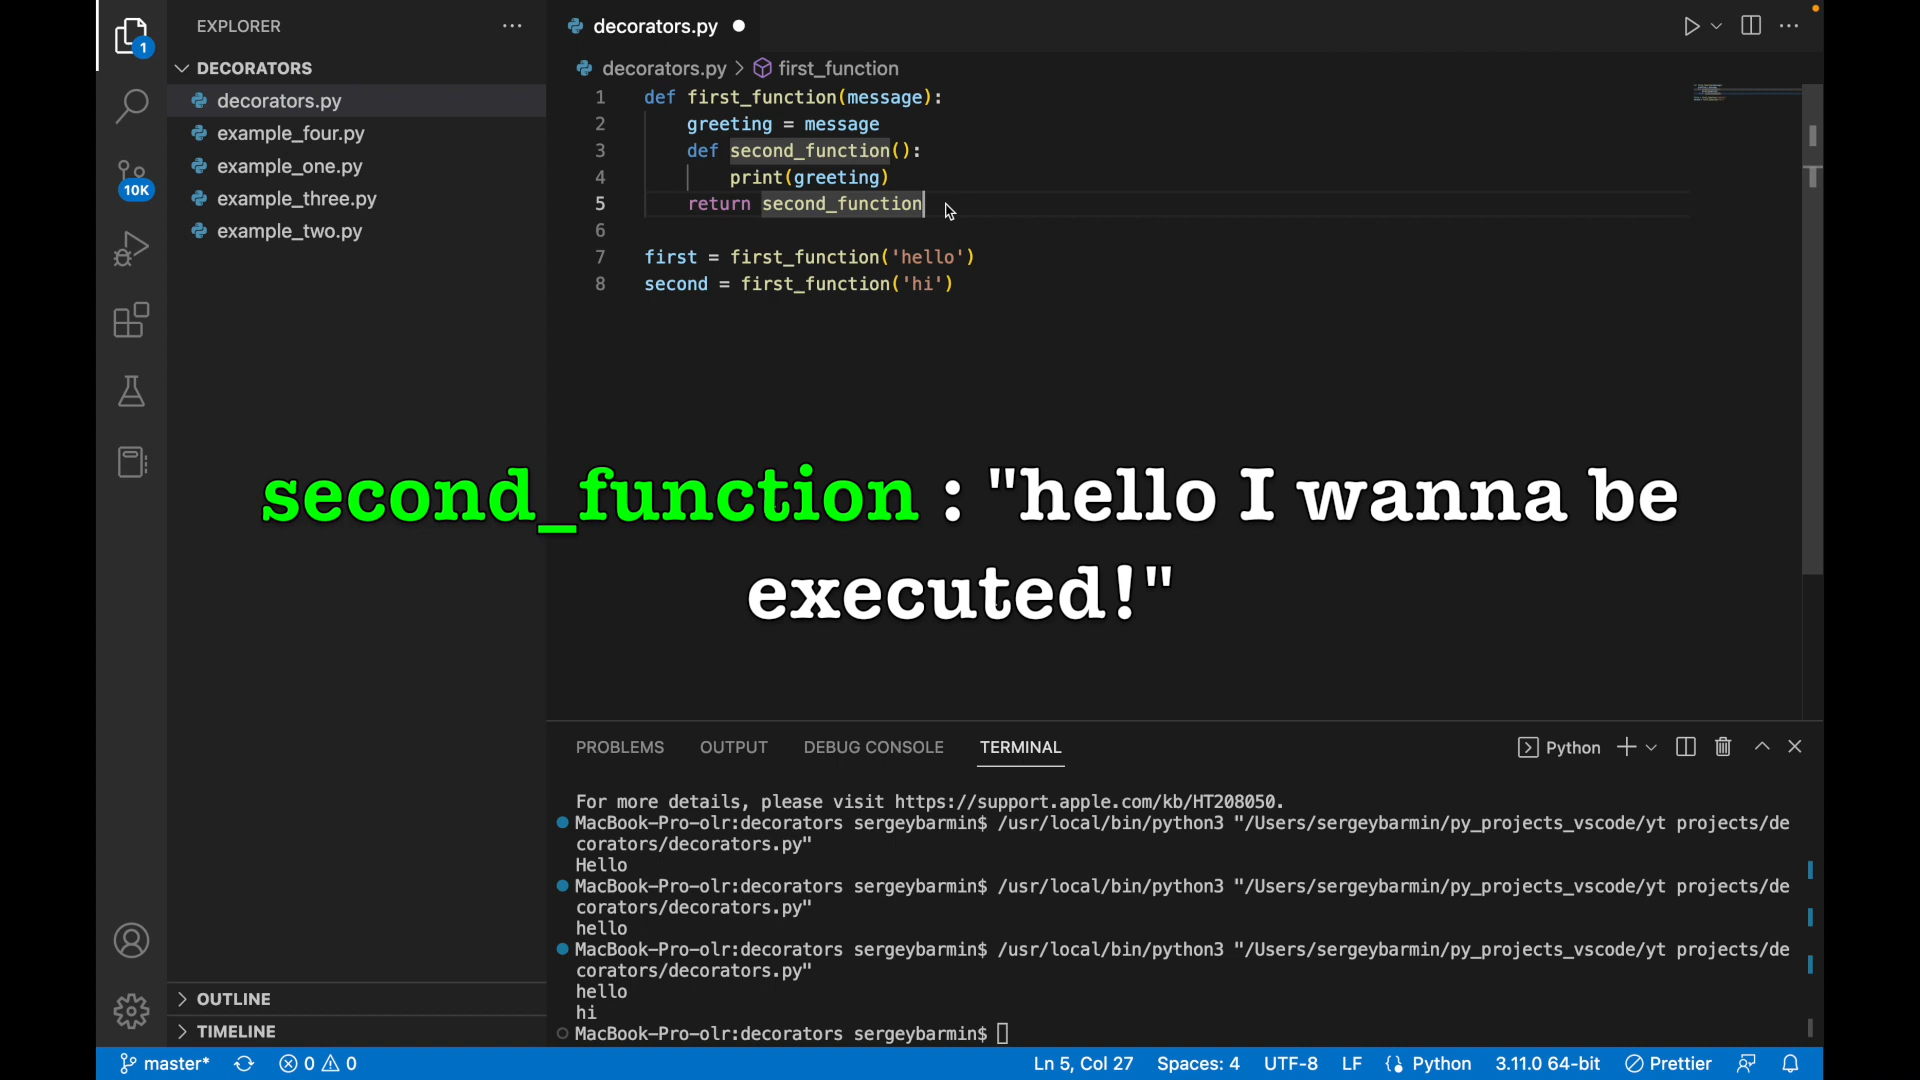 EXPLORER
DECORATORS
decorators.py
example_four.py
example_one.py
example_three.py
example_two.py
OUTLINE
TIMELINE
1
10K
decorators.py
decorators.py > first_function
1 def first_function(message):
2 greeting = message
3 def second_function():
4 print(greeting)
5 return second_function
6
7 first = first_function('hello')
8 second = first_function('hi')
second_function : "hello I wanna be
executed!"
PROBLEMS OUTPUT DEBUG CONSOLE TERMINAL Python
For more details, please visit https://support.apple.com/kb/HT208050.
MacBook-Pro-olr:decorators sergeybarmin$ /usr/local/bin/python3 "/Users/sergeybarmin/py_projects_vscode/yt projects/de
corators/decorators.py"
Hello
MacBook-Pro-olr:decorators sergeybarmin$ /usr/local/bin/python3 "/Users/sergeybarmin/py_projects_vscode/yt projects/de
corators/decorators.py"
hello
MacBook-Pro-olr:decorators sergeybarmin$ /usr/local/bin/python3 "/Users/sergeybarmin/py_projects_vscode/yt projects/de
corators/decorators.py"
hello
hi
MacBook-Pro-olr:decorators sergeybarmin$
master* 0 0 Ln 5, Col 27 Spaces: 4 UTF-8 LF Python 3.11.0 64-bit Prettier